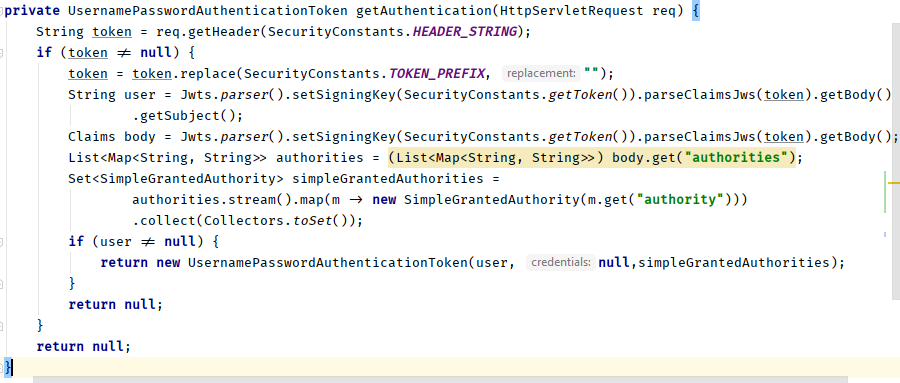 private UsernamePasswordAuthenticationToken getAuthentication(HttpServletRequest req) {
String token = req.getHeader(SecurityConstants.HEADER_STRING);
if (token ≠ null) {
token = token.replace(SecurityConstants.TOKEN_PREFIX, replacement: "");
String user = Jwts.parser().setSigningKey(SecurityConstants.getToken()).parseClaimsJws(token).getBody()
.getSubject();
Claims body = Jwts.parser().setSigningKey(SecurityConstants.getToken()).parseClaimsJws(token).getBody();
List<Map<String, String>> authorities = (List<Map<String, String>>) body.get("authorities");
Set<SimpleGrantedAuthority> simpleGrantedAuthorities =
authorities.stream().map(m → new SimpleGrantedAuthority(m.get("authority")))
.collect(Collectors.toSet());
if (user ≠ null) {
return new UsernamePasswordAuthenticationToken(user, credentials: null,simpleGrantedAuthorities);
}
return null;
}
return null;
}